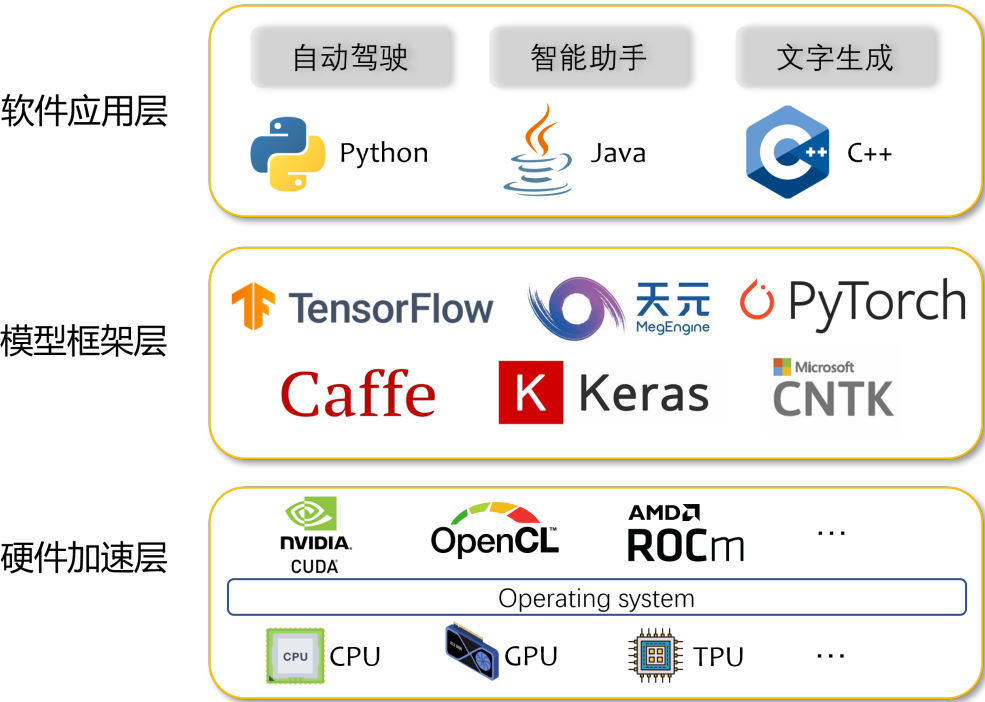 自动驾驶 智能助手 文字生成
软件应用层
Python Java C++
TensorFlow 天元 MegEngine PyTorch
模型框架层
Caffe K Keras Microsoft CNTK
NVIDIA. CUDA OpenCL™ AMD ROCm ...
硬件加速层
Operating system
CPU CPU GPU TPU ...